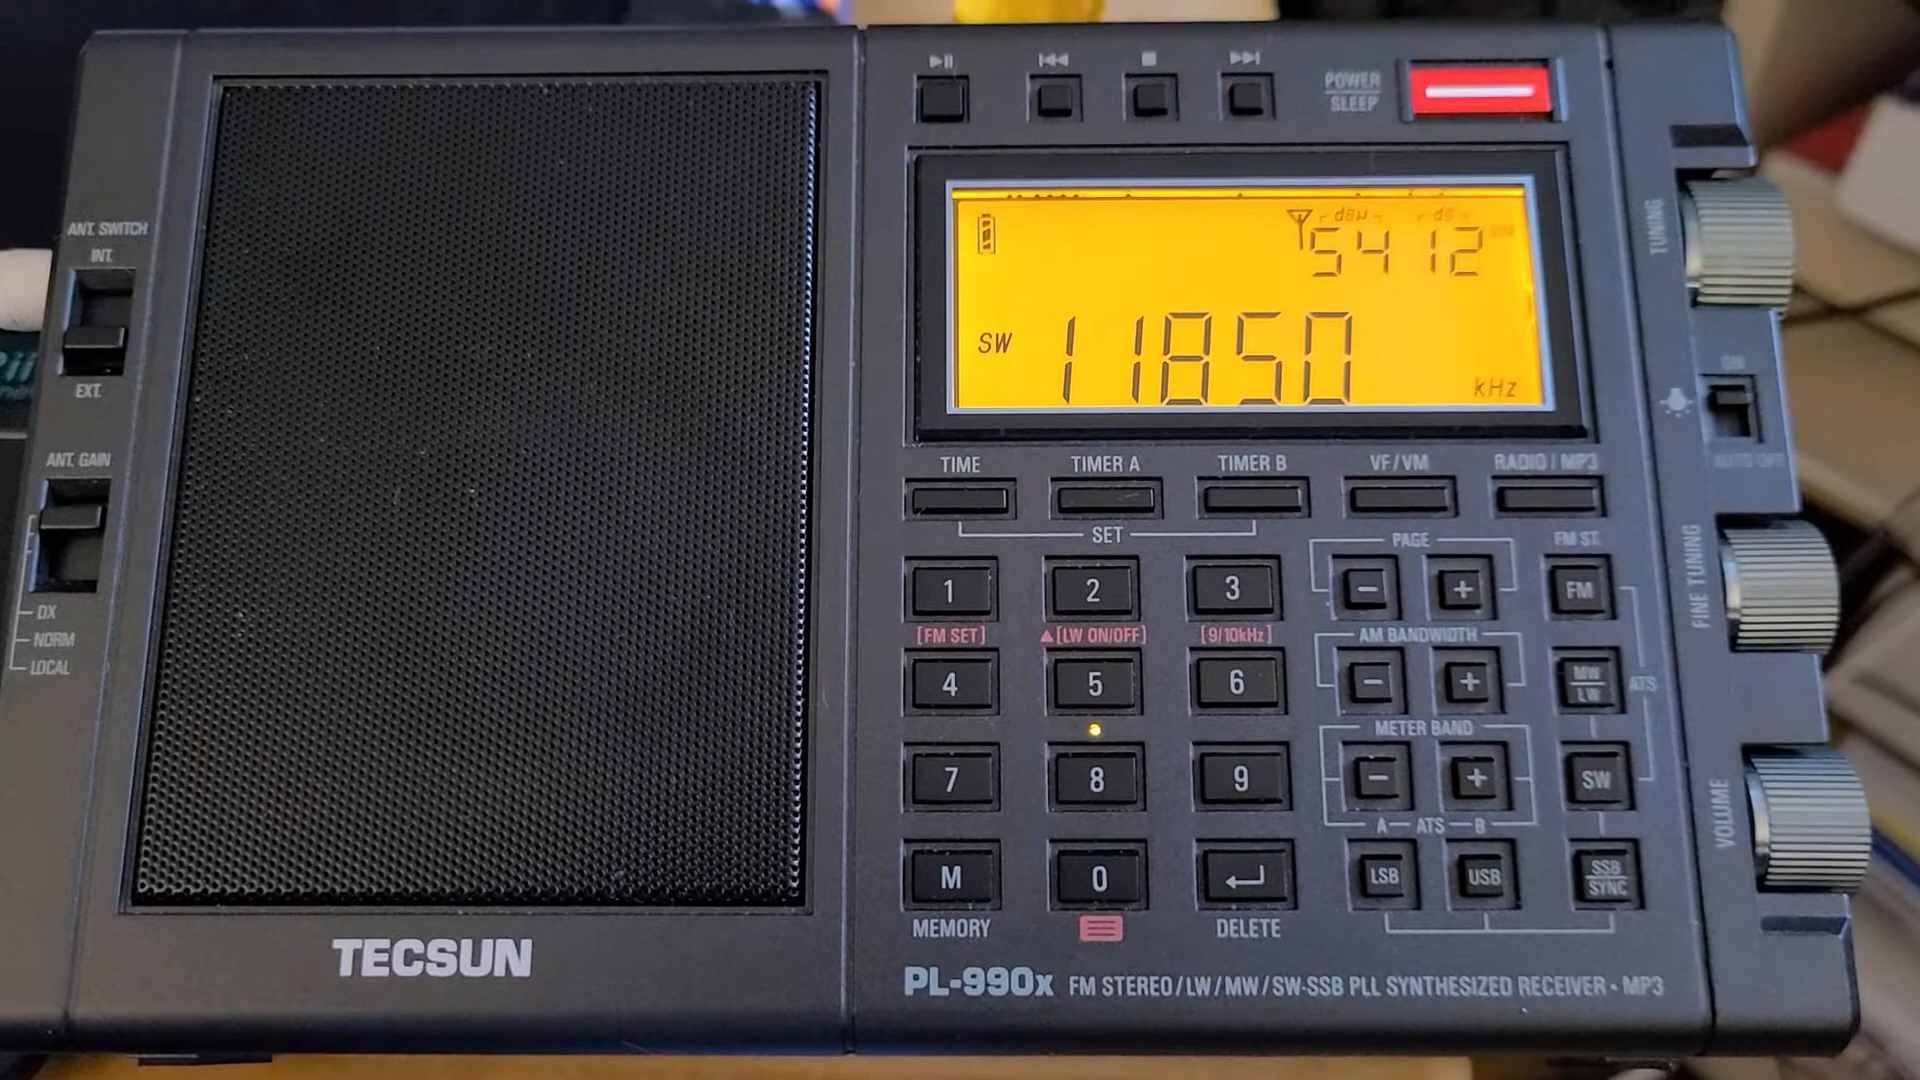 POWER
SLEEP
ANT. SWITCH
INT.
EXT.
ANT. GAIN
DX
NORM
LOCAL
dBμ dB
54 12
SW 11850 kHz
TUNING
ON
AUTO OFF
TIME TIMER A TIMER B VF/VM RADIO / MP3
SET
PAGE
FM ST.
1 2 3 - + FM
[FM SET] [LW ON/OFF] [9/10kHz]
AM BANDWIDTH
FINE TUNING
4 5 6 - + MW
LW
ATS
METER BAND
7 8 9 - + SW
A ATS B
VOLUME
M 0 LSB USB SSB
SYNC
MEMORY DELETE
TECSUN
PL-990x FM STEREO/LW/MW/SW-SSB PLL SYNTHESIZED RECEIVER • MP3